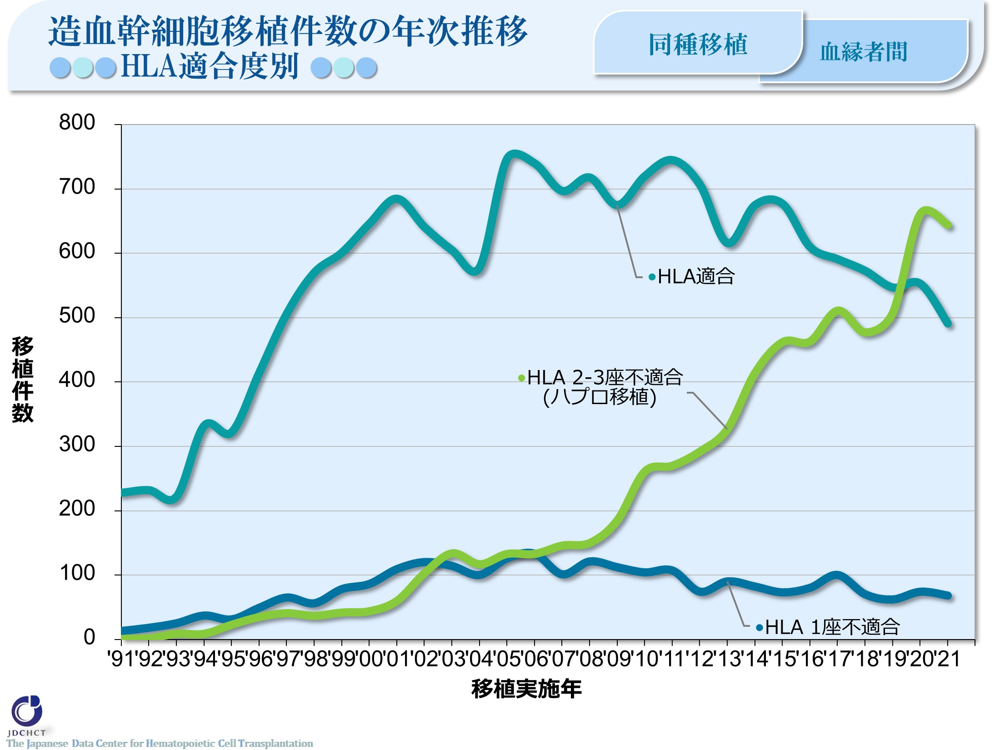 造血幹細胞移植件数の年次推移
HLA適合度別
同種移植
血縁者間
800
700
600
500
400
300
200
100
0
移植件数
HLA適合
HLA 2-3座不適合
(ハプロ移植)
HLA 1座不適合
'91 '92 '93 '94 '95 '96 '97 '98 '99 '00 '01 '02 '03 '04 '05 '06 '07 '08 '09 '10 '11 '12 '13 '14 '15 '16 '17 '18 '19 '20 '21
移植実施年
JDCHCT
The Japanese Data Center for Hematopoietic Cell Transplantation